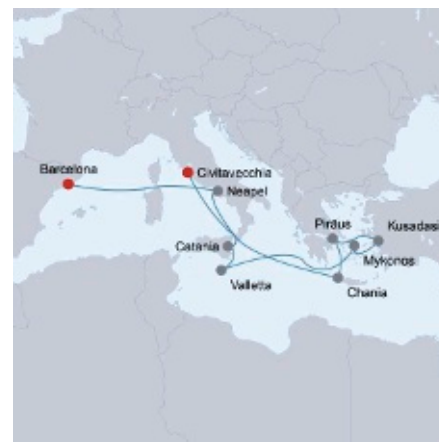 Barcelona
Civitavecchia
Neapel
Piräus
Kusadasi
Catania
Mykonos
Valletta
Chania